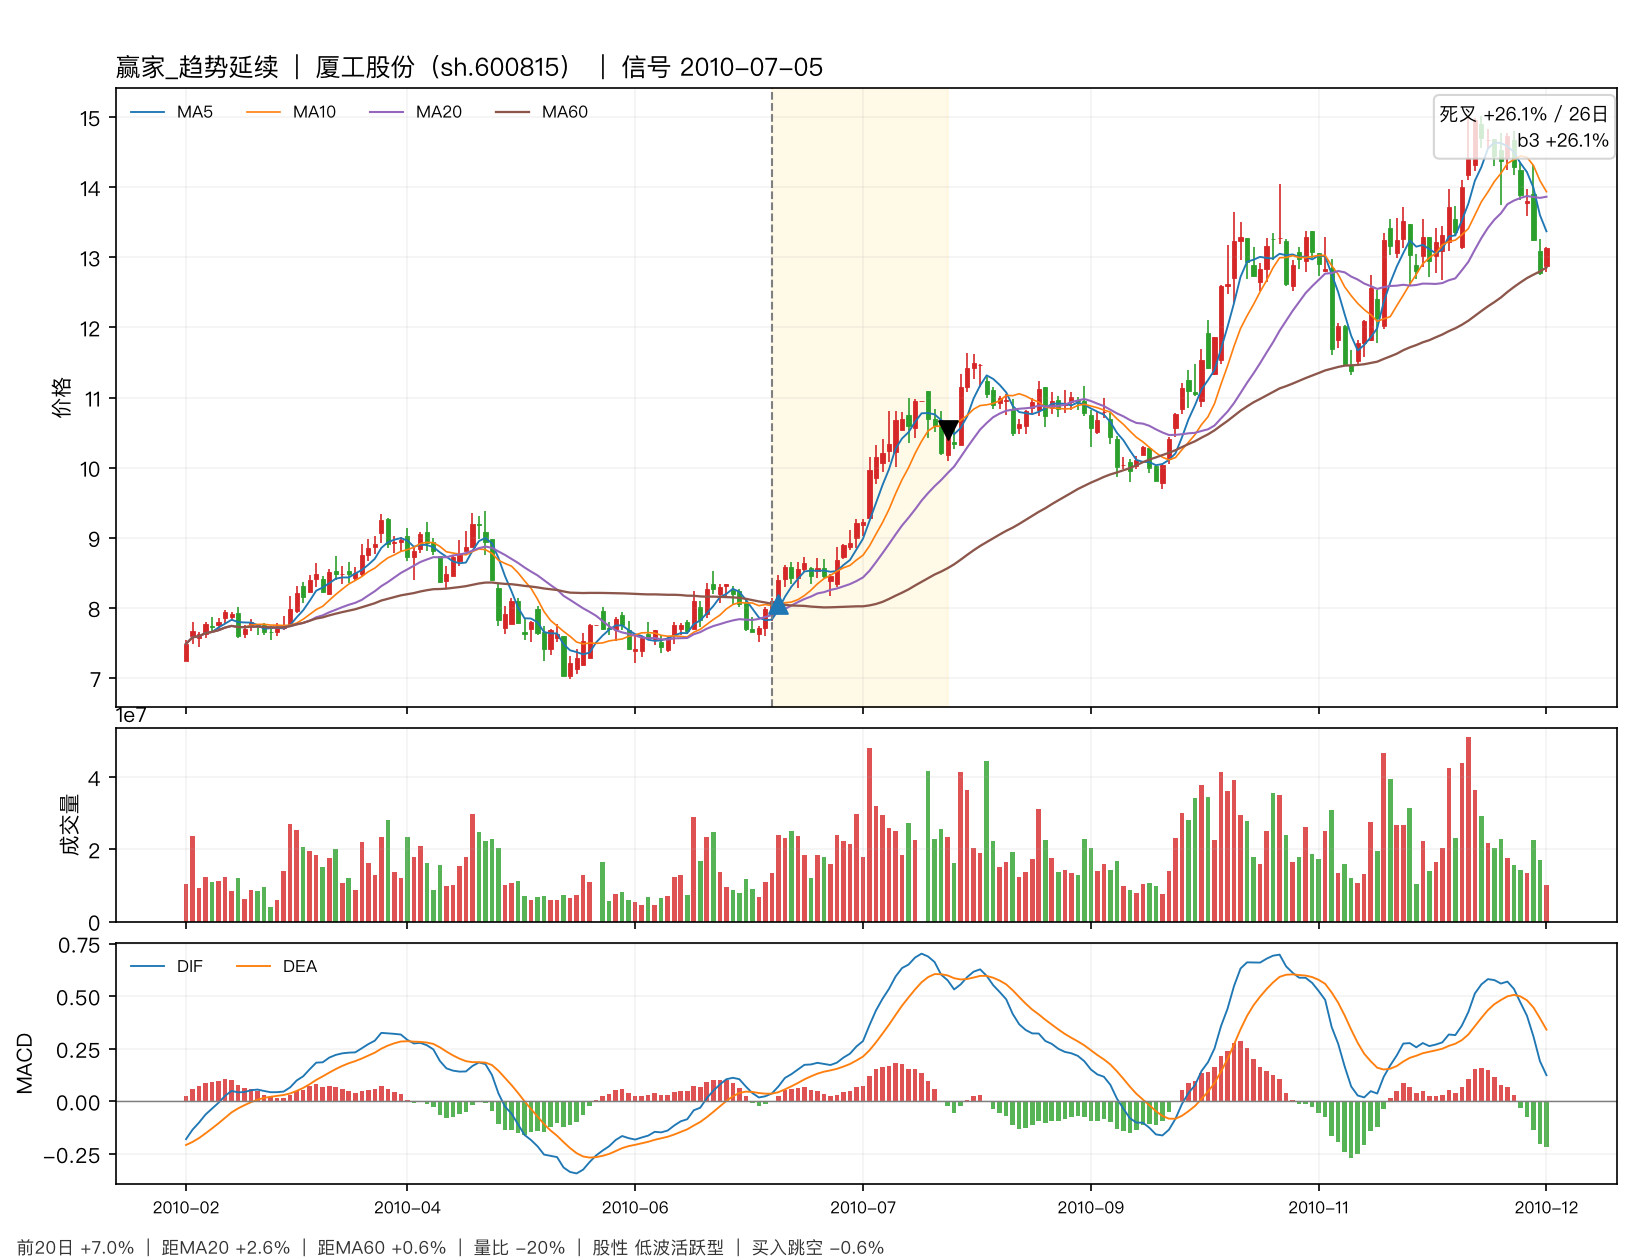 赢家_趋势延续 | 厦工股份（sh.600815） | 信号 2010-07-05
MA5 MA10 MA20 MA60
死叉 +26.1% / 26日
b3 +26.1%
15
14
13
12
11
10
9
8
7
价格
1e7
4
2
0
成交量
DIF DEA
0.75
0.50
0.25
0.00
−0.25
MACD
2010-02 2010-04 2010-06 2010-07 2010-09 2010-11 2010-12
前20日 +7.0% | 距MA20 +2.6% | 距MA60 +0.6% | 量比 -20% | 股性 低波活跃型 | 买入跳空 -0.6%